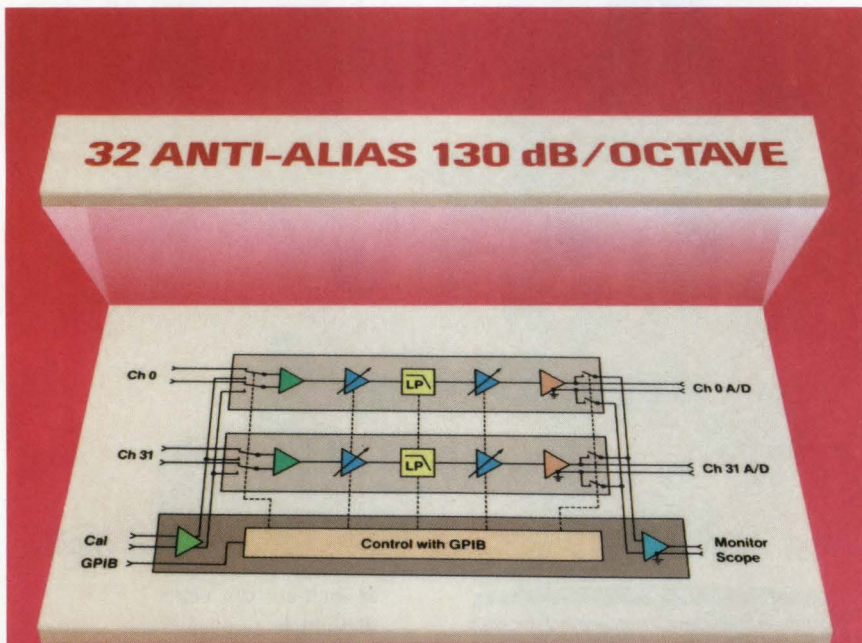 32 ANTI-ALIAS 130 dB/OCTAVE
Ch 0
LP
Ch 0 A/D
Ch 31
LP
Ch 31 A/D
Cal
GPIB
Control with GPIB
Monitor
Scope